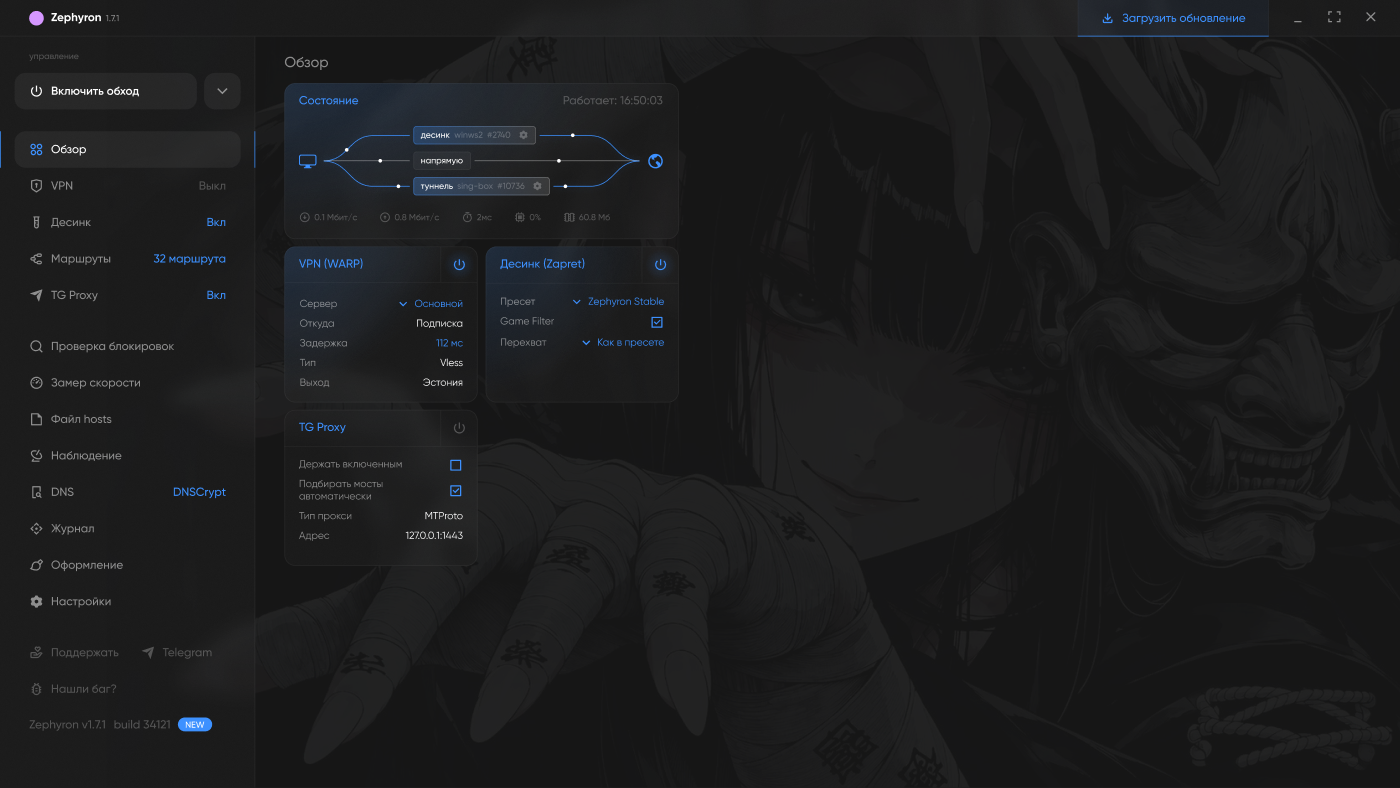 Zephyron 1.7.1
Загрузить обновление
управление
Включить обход
Обзор
VPN Выкл
Десинк Вкл
Маршруты 32 маршрута
TG Proxy Вкл
Проверка блокировок
Замер скорости
Файл hosts
Наблюдение
DNS DNSCrypt
Журнал
Оформление
Настройки
Поддержать Telegram
Нашли баг?
Zephyron v1.7.1 build 34121 NEW
Обзор
Состояние Работает: 16:50:03
десинк winws2 #2740
напрямую
туннель sing-box #10736
0.1 Мбит/с 0.8 Мбит/с 2мс 0% 60.8 Мб
VPN (WARP)
Сервер Основной
Откуда Подписка
Задержка 112 мс
Тип Vless
Выход Эстония
Десинк (Zapret)
Пресет Zephyron Stable
Game Filter
Перехват Как в пресете
TG Proxy
Держать включенным
Подбирать мосты
автоматически
Тип прокси MTProto
Адрес 127.0.0.1:1443